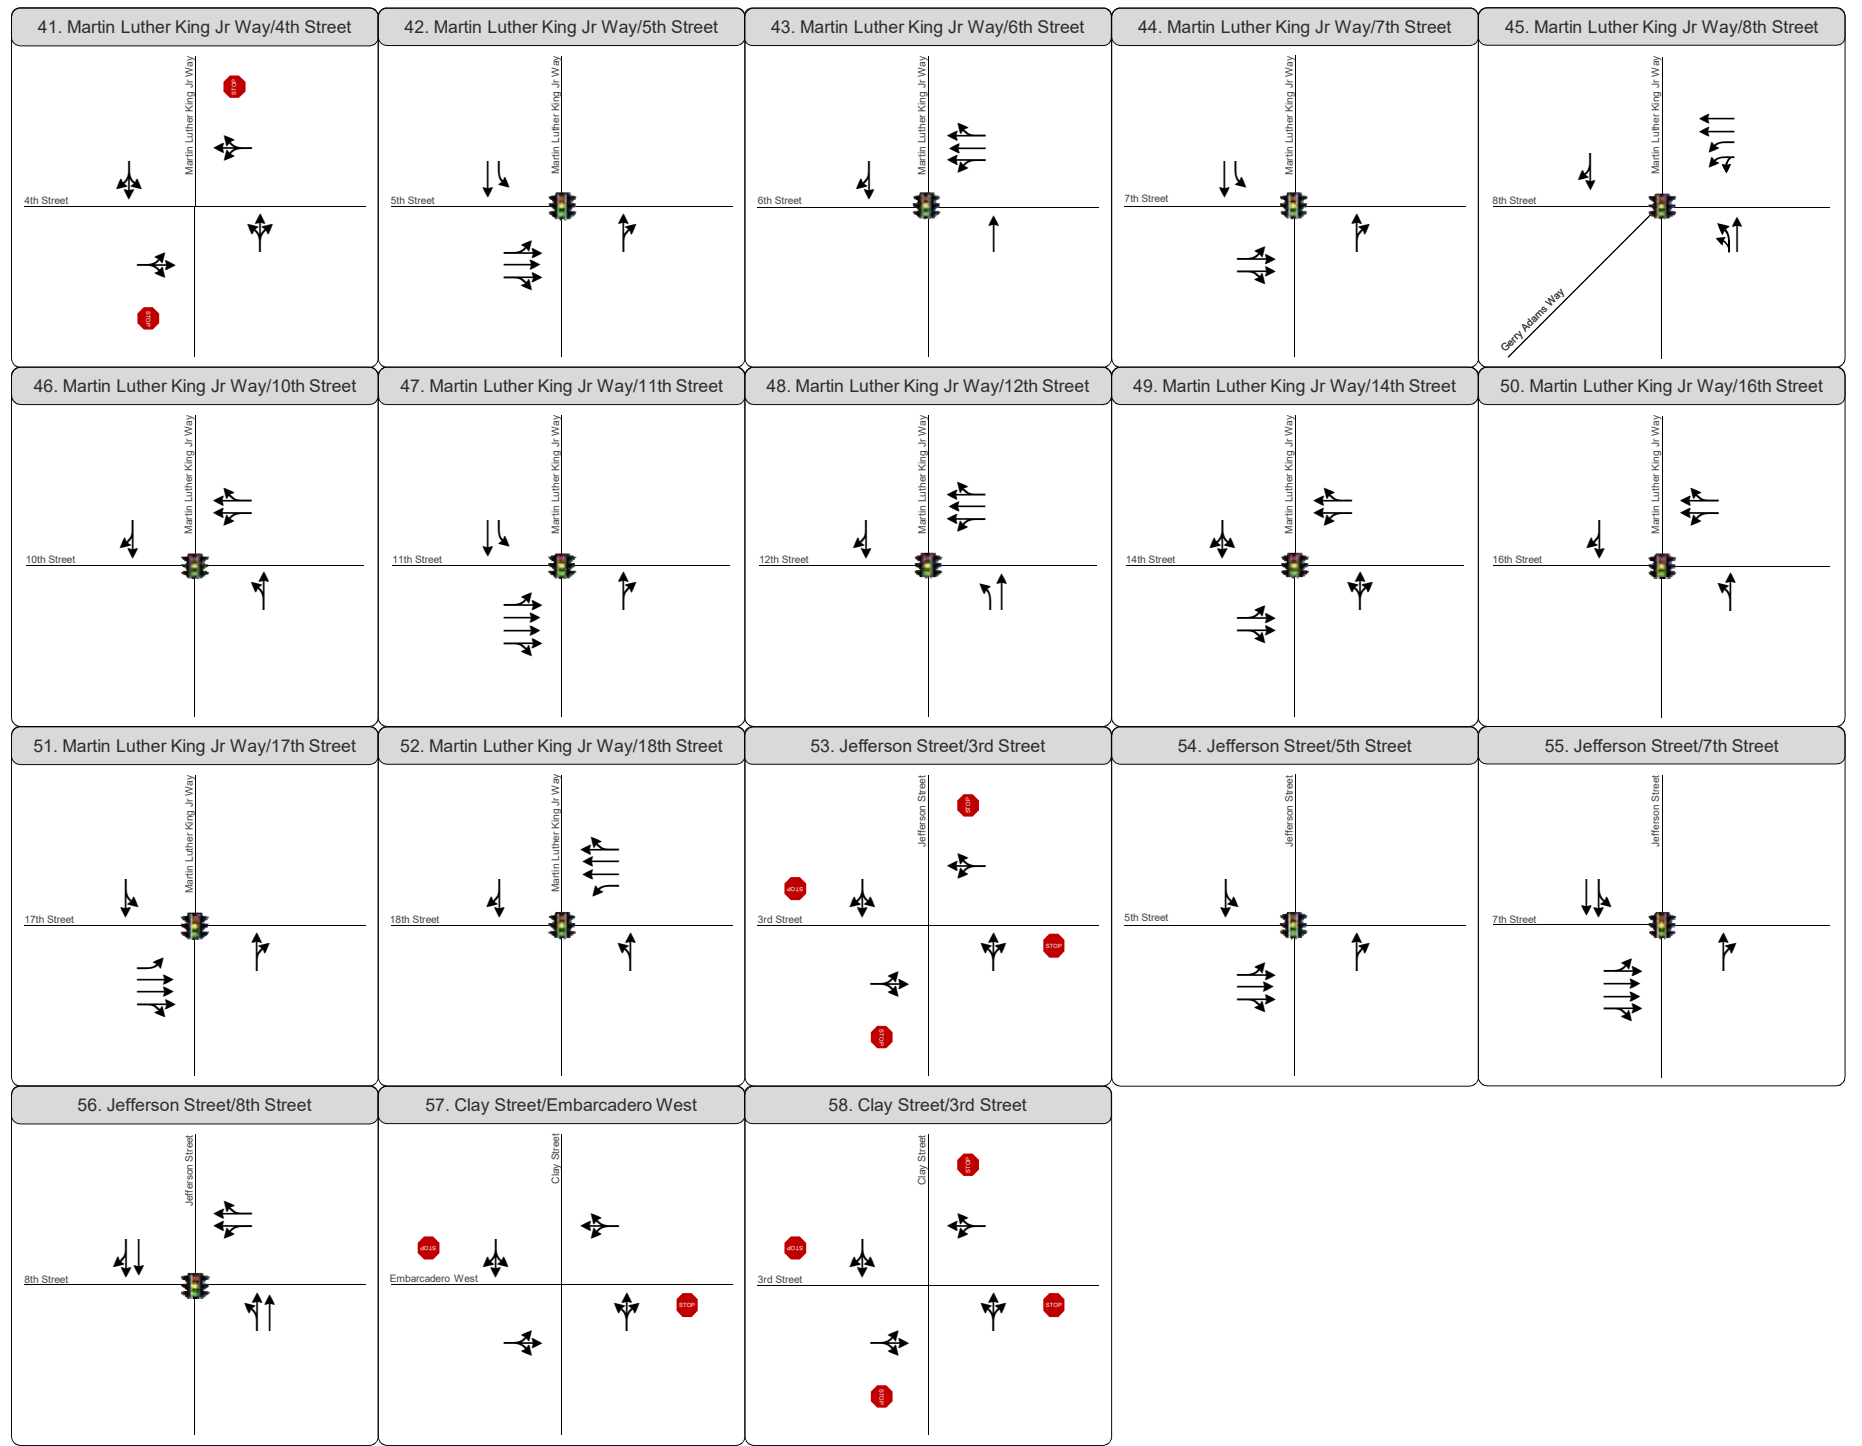 41. Martin Luther King Jr Way/4th Street
Martin Luther King Jr Way
STOP
4th Street
STOP
42. Martin Luther King Jr Way/5th Street
Martin Luther King Jr Way
5th Street
43. Martin Luther King Jr Way/6th Street
Martin Luther King Jr Way
6th Street
44. Martin Luther King Jr Way/7th Street
Martin Luther King Jr Way
7th Street
45. Martin Luther King Jr Way/8th Street
Martin Luther King Jr Way
8th Street
Gerry Adams Way
46. Martin Luther King Jr Way/10th Street
Martin Luther King Jr Way
10th Street
47. Martin Luther King Jr Way/11th Street
Martin Luther King Jr Way
11th Street
48. Martin Luther King Jr Way/12th Street
Martin Luther King Jr Way
12th Street
49. Martin Luther King Jr Way/14th Street
Martin Luther King Jr Way
14th Street
50. Martin Luther King Jr Way/16th Street
Martin Luther King Jr Way
16th Street
51. Martin Luther King Jr Way/17th Street
Martin Luther King Jr Way
17th Street
52. Martin Luther King Jr Way/18th Street
Martin Luther King Jr Way
18th Street
53. Jefferson Street/3rd Street
Jefferson Street
STOP
STOP
3rd Street
STOP
STOP
54. Jefferson Street/5th Street
Jefferson Street
5th Street
55. Jefferson Street/7th Street
Jefferson Street
7th Street
56. Jefferson Street/8th Street
Jefferson Street
8th Street
57. Clay Street/Embarcadero West
Clay Street
STOP
Embarcadero West
STOP
58. Clay Street/3rd Street
Clay Street
STOP
STOP
3rd Street
STOP
STOP